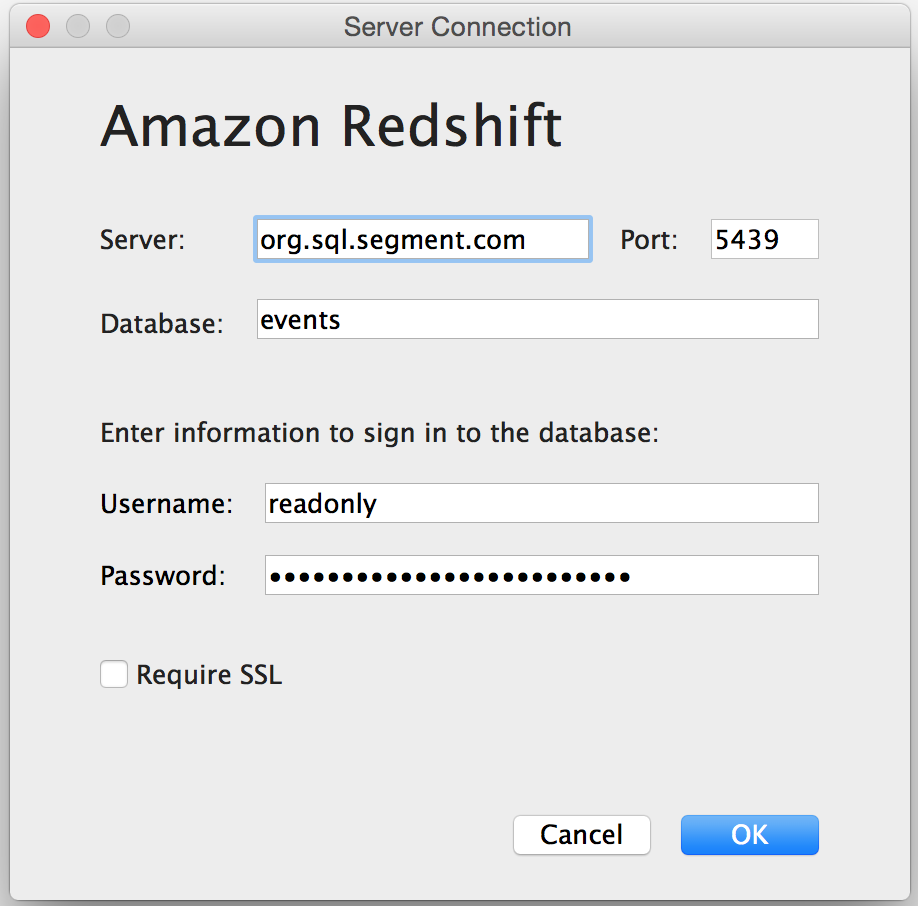 Server Connection
Amazon Redshift
Server: org.sql.segment.com Port: 5439
Database: events
Enter information to sign in to the database:
Username: readonly
Password: •••••••••••••••••••••••••
Require SSL
Cancel OK